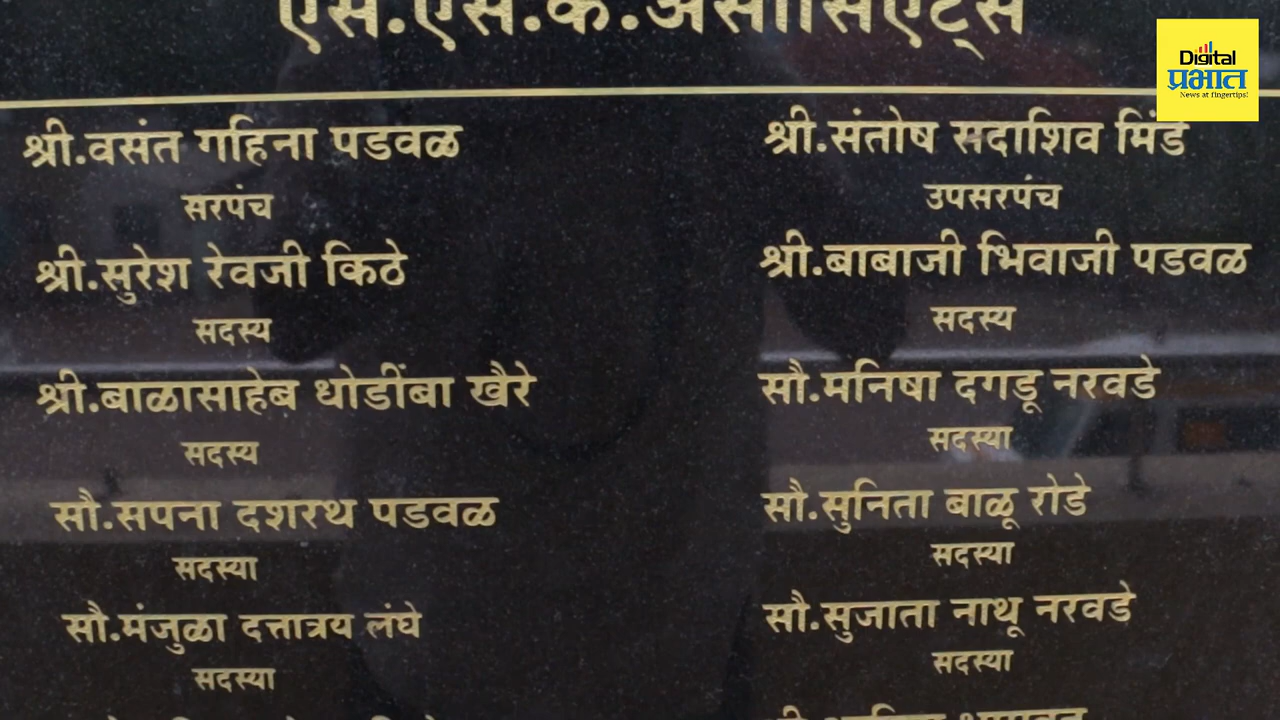 एस.एस.के.असोसिएट्स
Digital
प्रभात
News at fingertips!
श्री.वसंत गहिना पडवळ
सरपंच
श्री.संतोष सदाशिव मिंडे
उपसरपंच
श्री.सुरेश रेवजी किठे
सदस्य
श्री.बाबाजी भिवाजी पडवळ
सदस्य
श्री.बाळासाहेब धोडींबा खैरे
सदस्य
सौ.मनिषा दगडू नरवडे
सदस्या
सौ.सपना दशरथ पडवळ
सदस्या
सौ.सुनिता बाळू रोडे
सदस्या
सौ.मंजुळा दत्तात्रय लंघे
सदस्या
सौ.सुजाता नाथू नरवडे
सदस्या